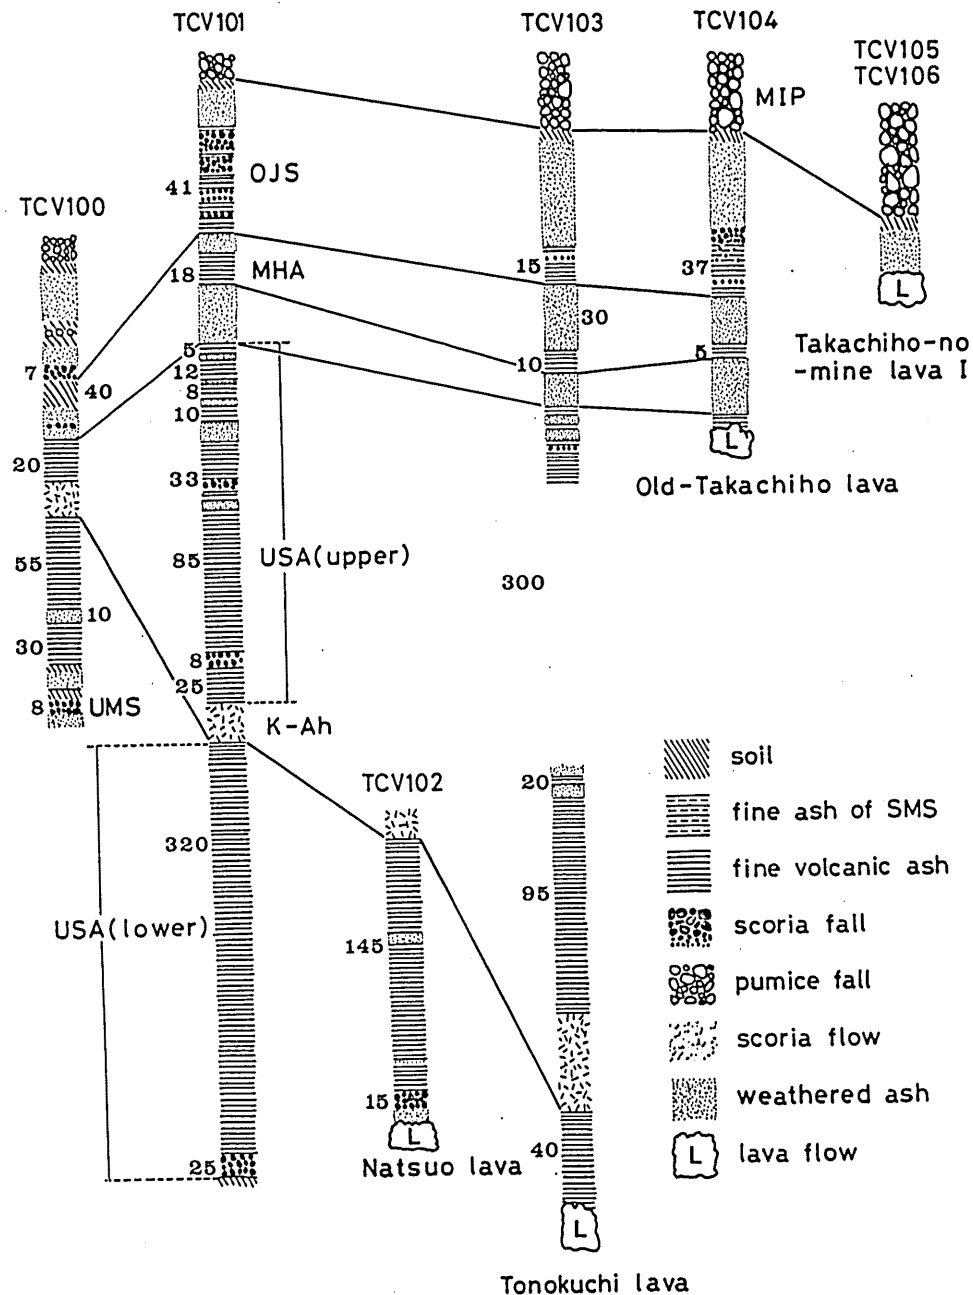 TCV101
TCV103
TCV104
TCV105
TCV106
MIP
OJS
41
TCV100
MHA
18
15
37
30
L
Takachiho-no
-mine lava I
7
40
5
12
8
10
10
5
20
L
33
Old-Takachiho lava
USA(upper)
55
85
300
10
30
8
25
8
UMS
K-Ah
TCV102
20
soil
320
fine ash of SMS
95
fine volcanic ash
USA(lower)
145
scoria fall
pumice fall
scoria flow
15
weathered ash
L
25
Natsuo lava
40
L
lava flow
L
Tonokuchi lava